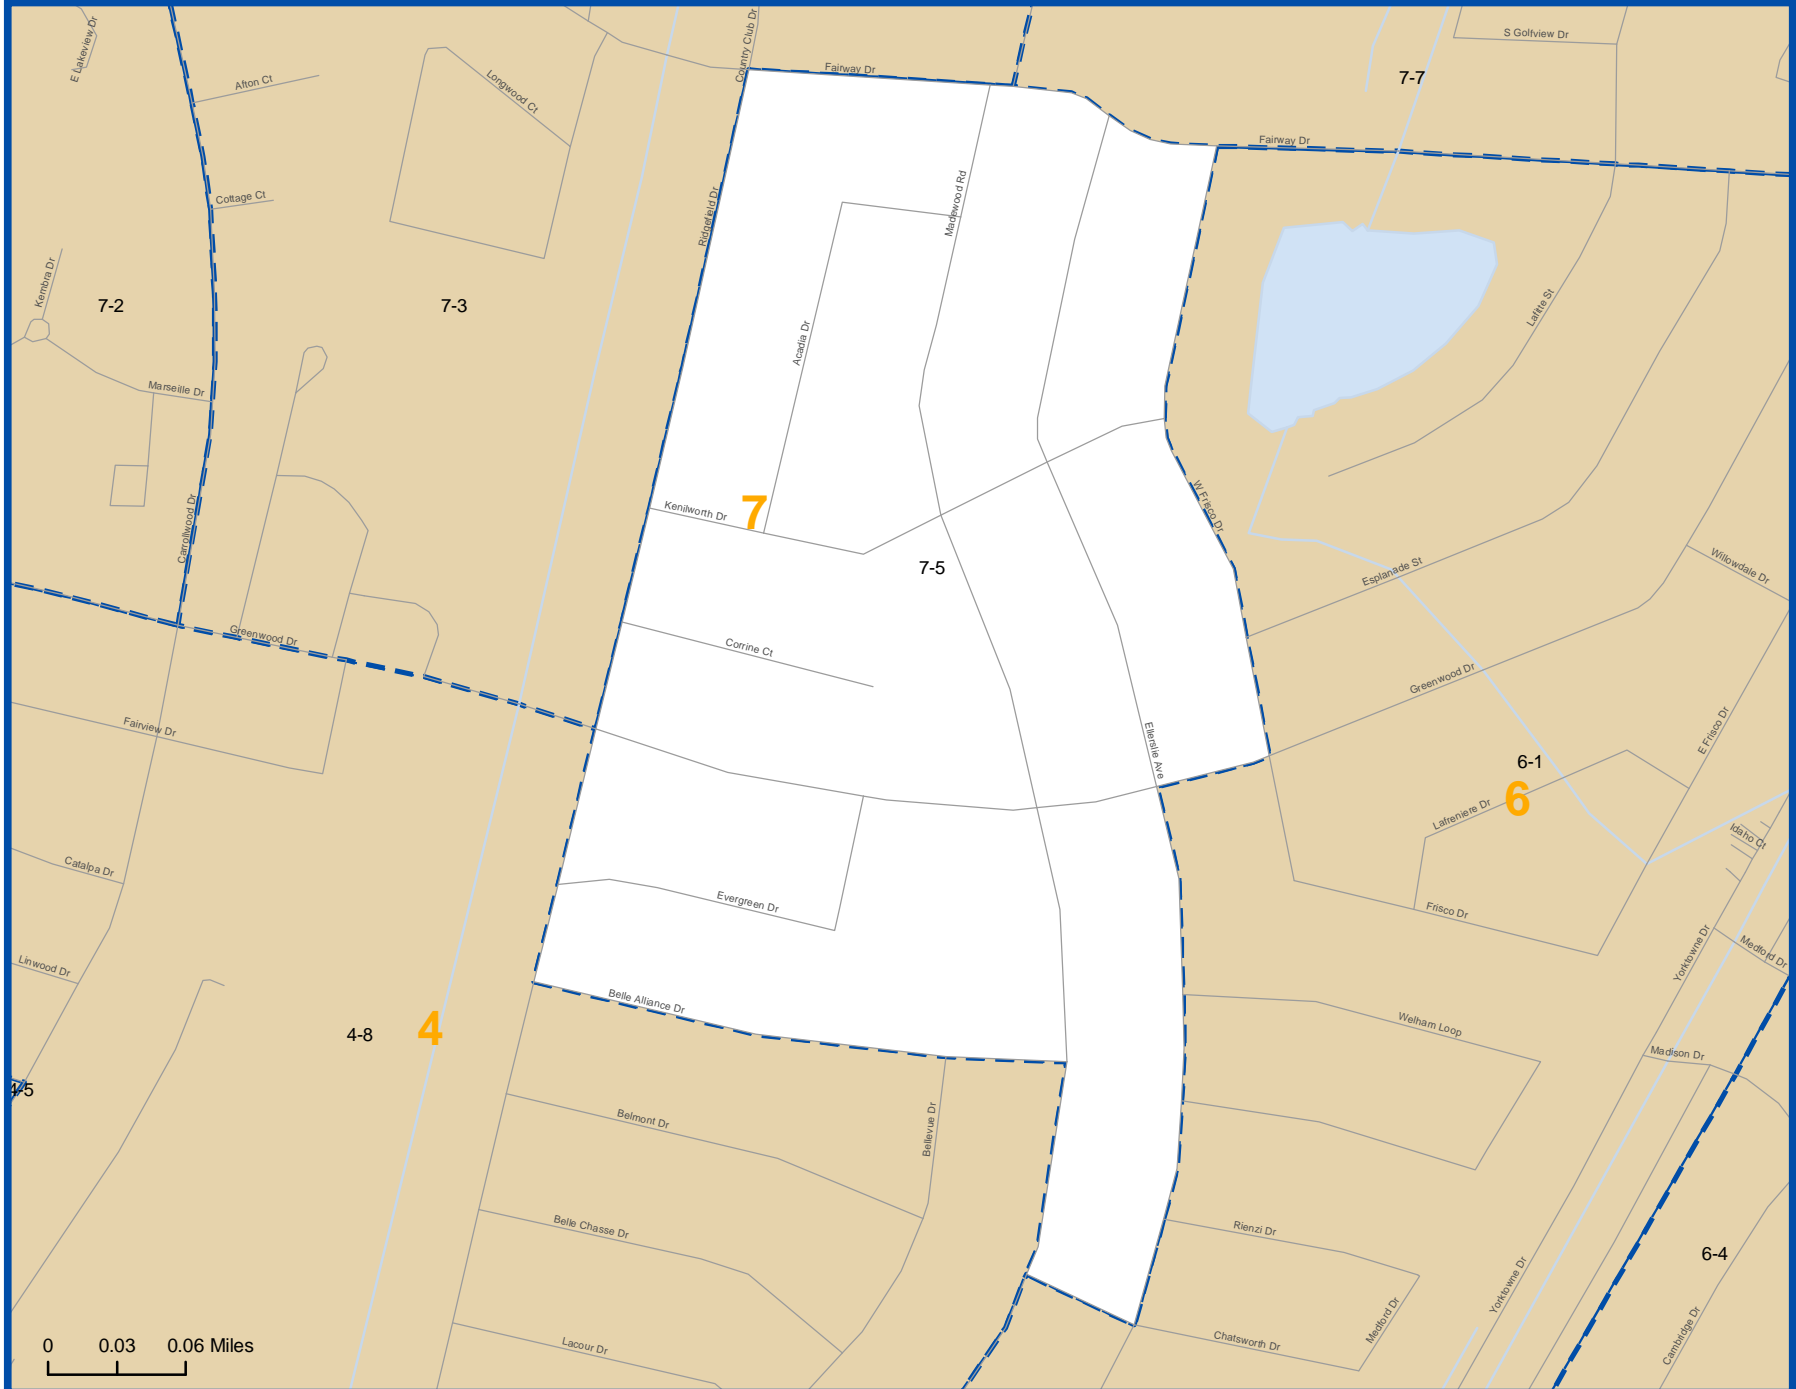 E Lakeview Dr
Country Club Dr
S Golfview Dr
Afton Ct
Longwood Ct
Fairway Dr
7-7
Fairway Dr
Cottage Ct
Ridgefield Dr
Madewood Rd
Kembra Dr
7-2
7-3
Acadia Dr
Lafitte St
Marseille Dr
Carrollwood Dr
Kenilworth Dr
7
W Frisco Dr
7-5
Esplanade St
Willowdale Dr
Greenwood Dr
Corrine Ct
Greenwood Dr
Fairview Dr
Ellerslie Ave
E Frisco Dr
6-1
6
Lafreniere Dr
Idaho Ct
Catalpa Dr
Evergreen Dr
Frisco Dr
Linwood Dr
Yorktowne Dr
Medford Dr
Belle Alliance Dr
4-8
4
Welham Loop
Madison Dr
4-5
Belmont Dr
Bellevue Dr
Belle Chasse Dr
Rienzi Dr
6-4
Yorktowne Dr
Medford Dr
Chatsworth Dr
Cambridge Dr
Lacour Dr
0 0.03 0.06 Miles